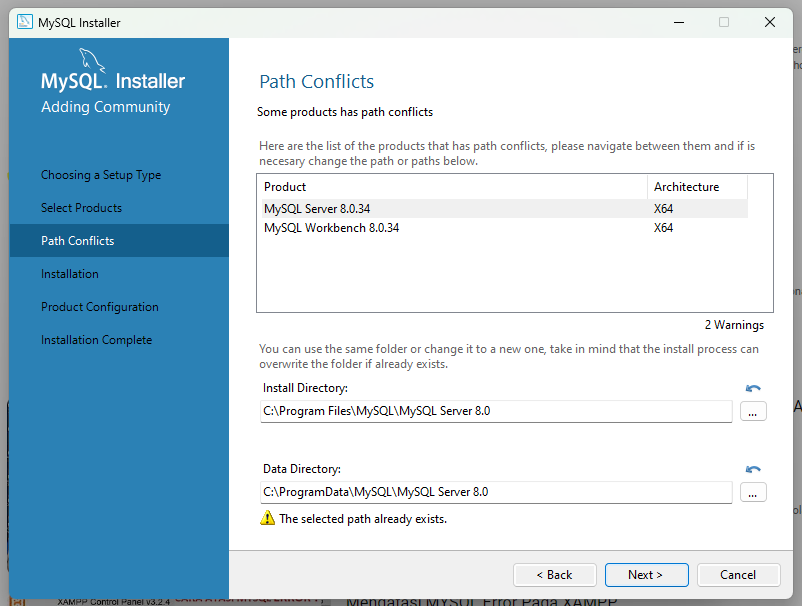 MySQL Installer
MySQL. Installer
Adding Community
Choosing a Setup Type
Select Products
Path Conflicts
Installation
Product Configuration
Installation Complete
Path Conflicts
Some products has path conflicts
Here are the list of the products that has path conflicts, please navigate between them and if is
necesary change the path or paths below.
Product Architecture
MySQL Server 8.0.34 X64
MySQL Workbench 8.0.34 X64
2 Warnings
You can use the same folder or change it to a new one, take in mind that the install process can
overwrite the folder if already exists.
Install Directory:
C:\Program Files\MySQL\MySQL Server 8.0
...
Data Directory:
C:\ProgramData\MySQL\MySQL Server 8.0
...
The selected path already exists.
< Back Next > Cancel
XAMPP Control Panel v3.2.4
Mengatasi MYSQL Error Pada XAMPP